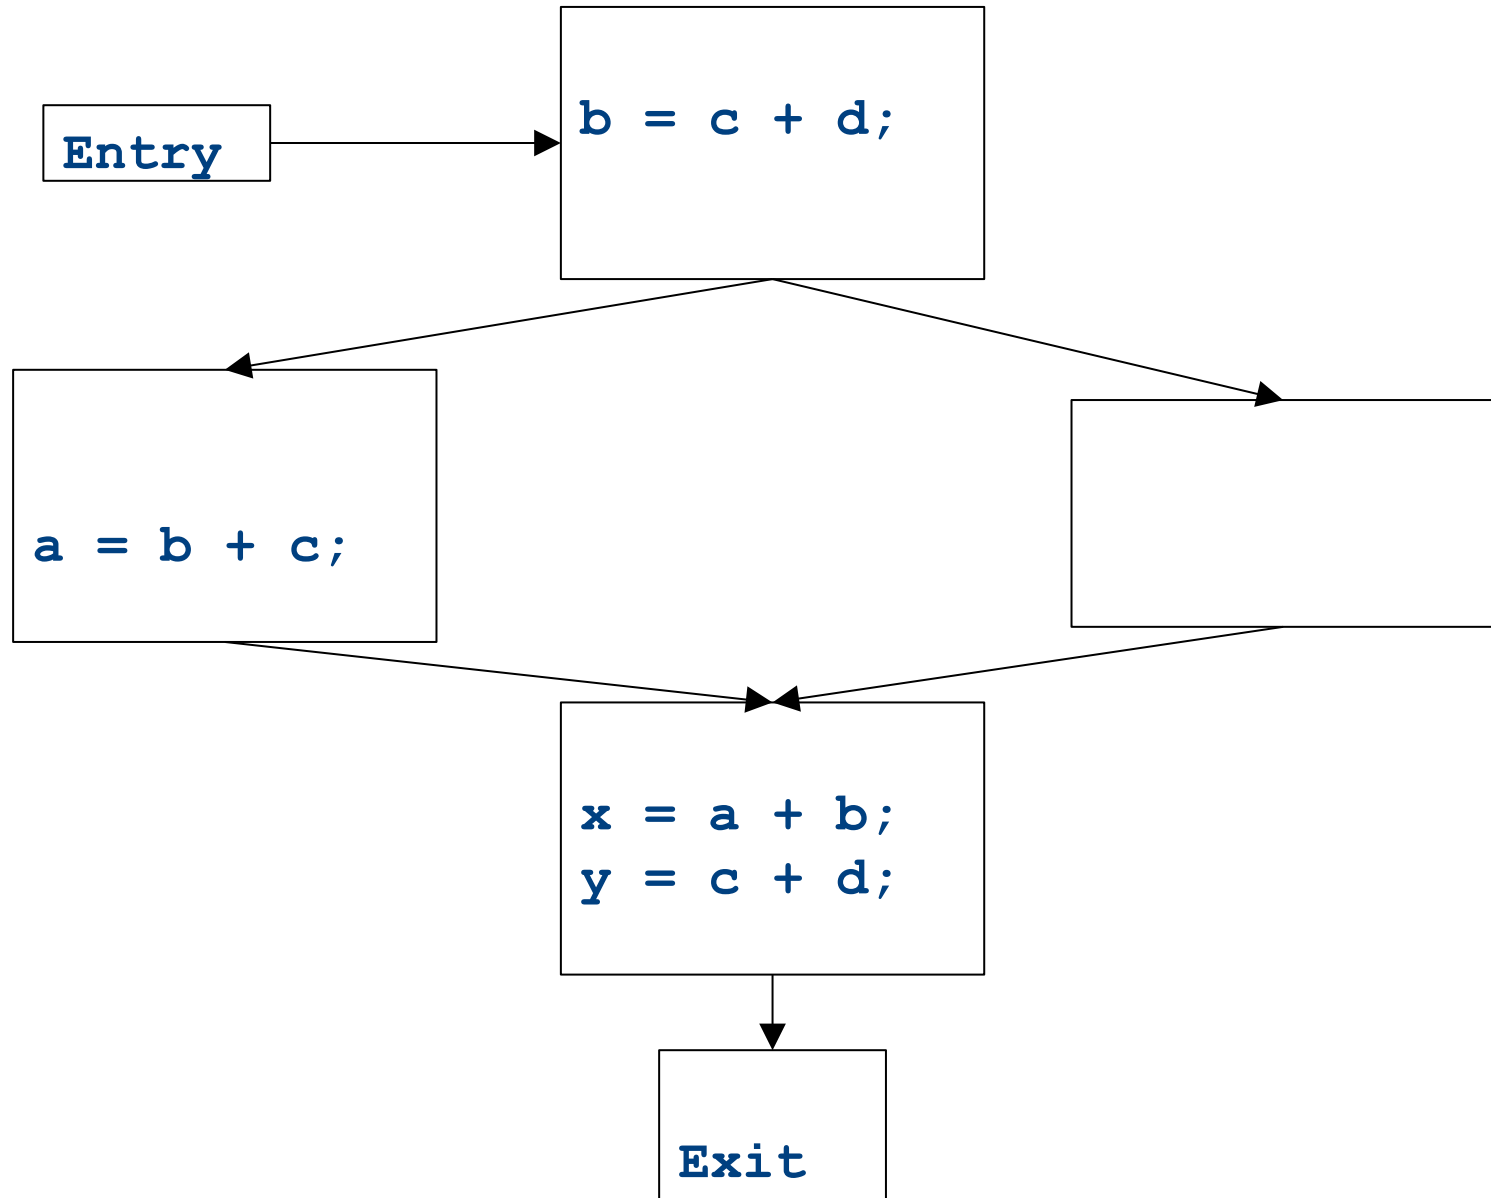 Entry
b = c + d;
a = b + c;
x = a + b;
y = c + d;
Exit